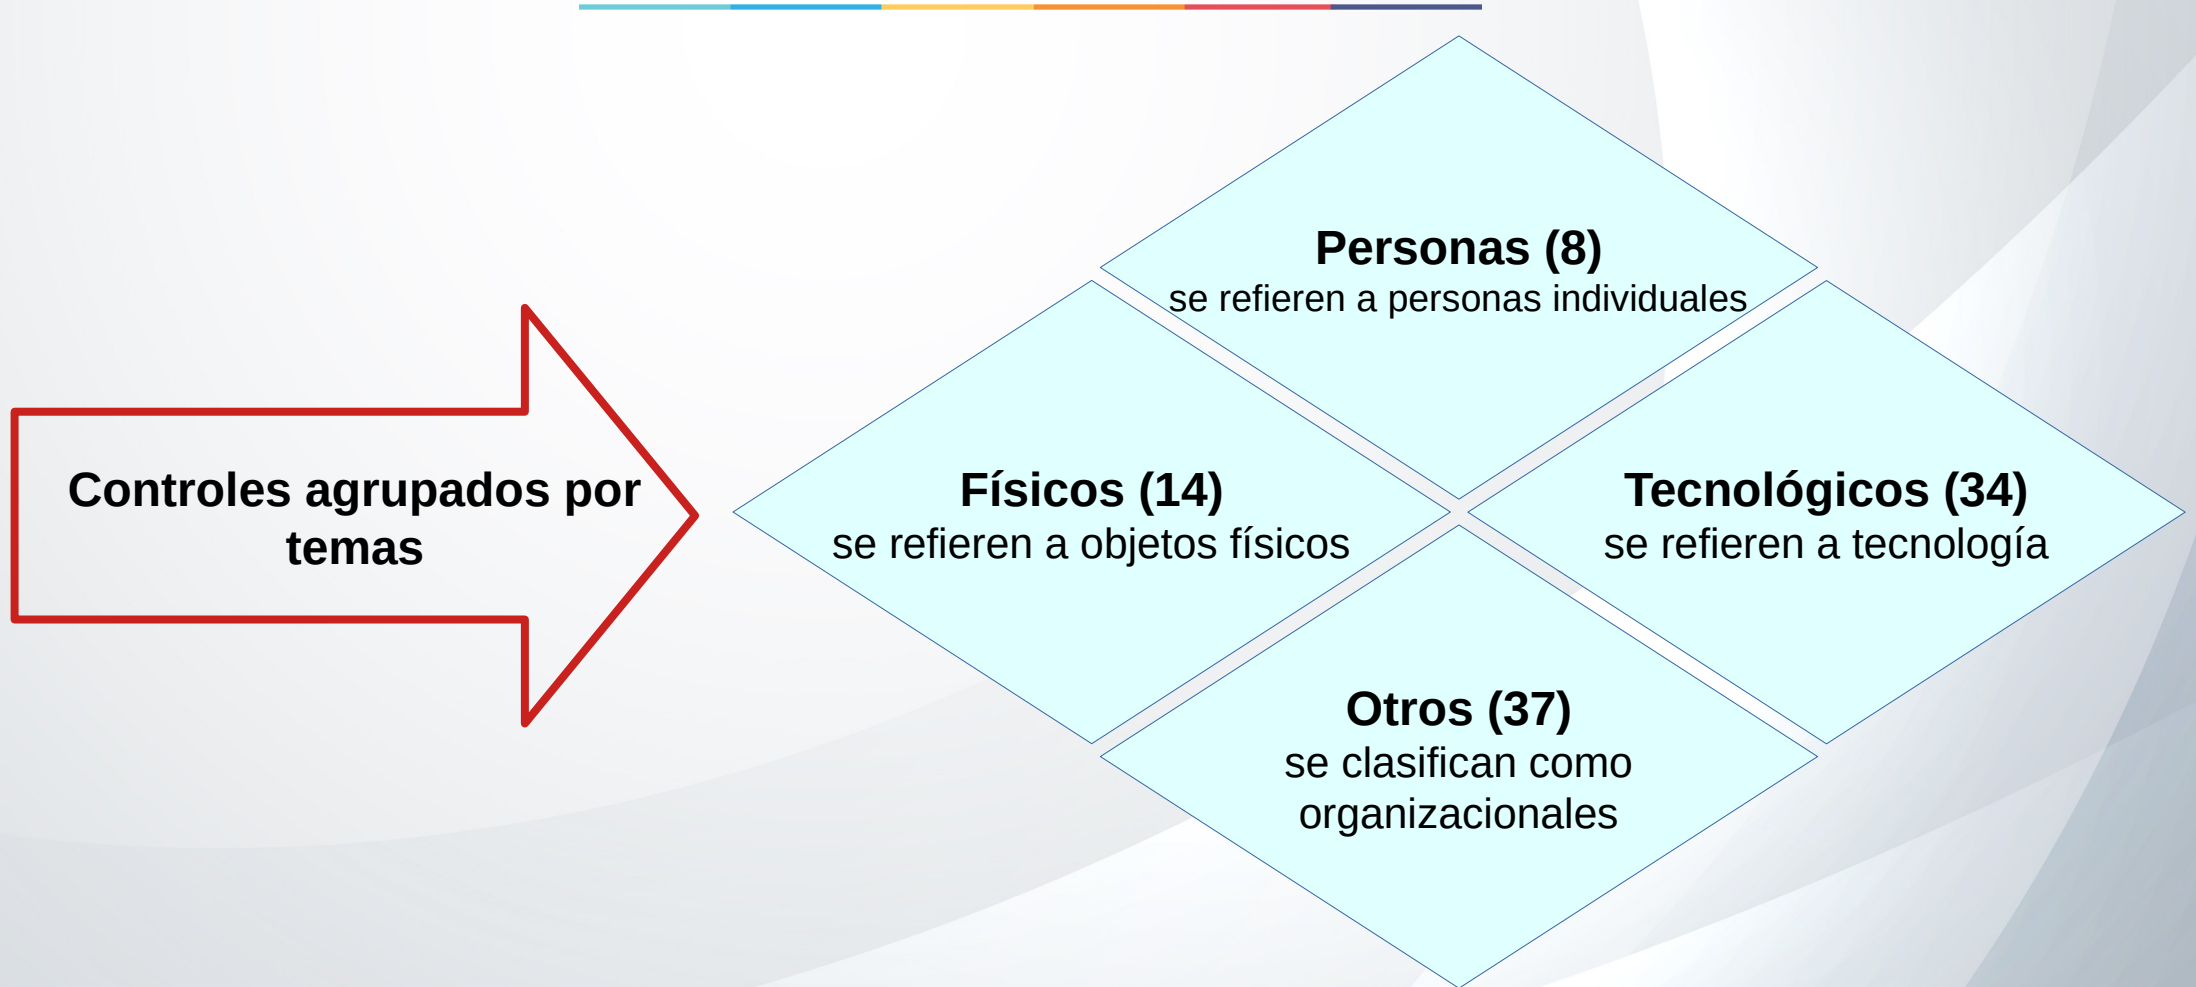 Controles agrupados por
temas
Personas (8)
se refieren a personas individuales
Físicos (14)
se refieren a objetos físicos
Tecnológicos (34)
se refieren a tecnología
Otros (37)
se clasifican como
organizacionales